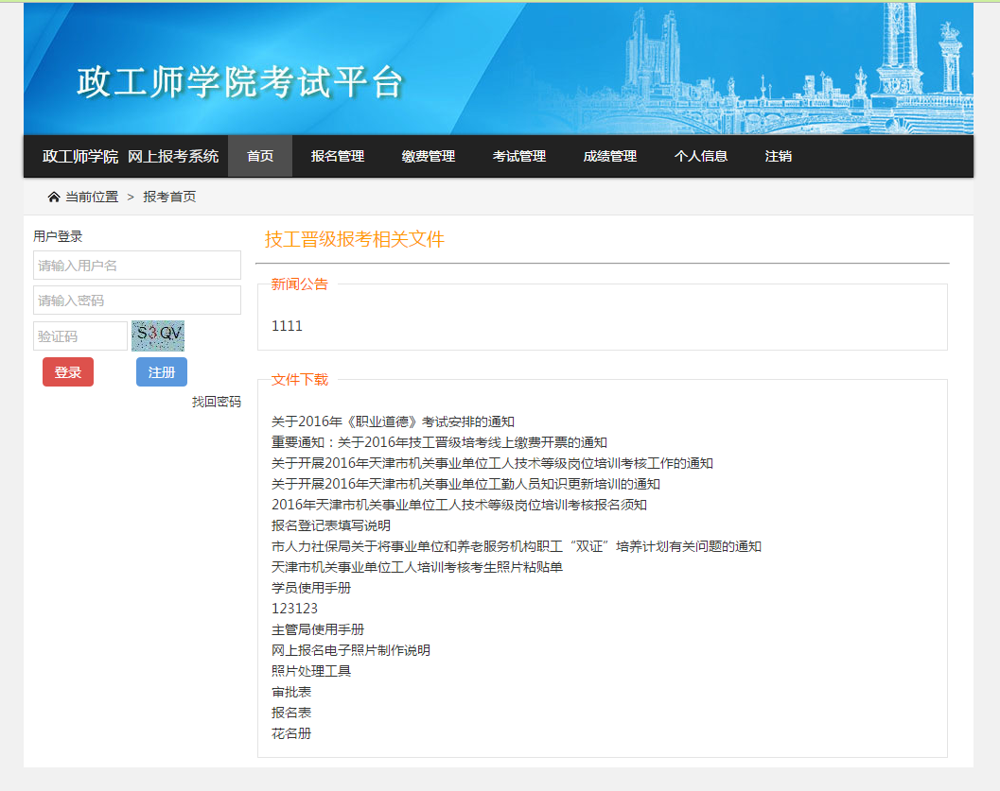 政工师学院考试平台
政工师学院 网上报考系统 首页 报名管理 缴费管理 考试管理 成绩管理 个人信息 注销
当前位置 > 报考首页
用户登录
请输入用户名
请输入密码
验证码 S3QV
登录 注册
找回密码
技工晋级报考相关文件
新闻公告
1111
文件下载
关于2016年《职业道德》考试安排的通知
重要通知：关于2016年技工晋级培考线上缴费开票的通知
关于开展2016年天津市机关事业单位工人技术等级岗位培训考核工作的通知
关于开展2016年天津市机关事业单位工勤人员知识更新培训的通知
2016年天津市机关事业单位工人技术等级岗位培训考核报名须知
报名登记表填写说明
市人力社保局关于将事业单位和养老服务机构职工“双证”培养计划有关问题的通知
天津市机关事业单位工人培训考核考生照片粘贴单
学员使用手册
123123
主管局使用手册
网上报名电子照片制作说明
照片处理工具
审批表
报名表
花名册